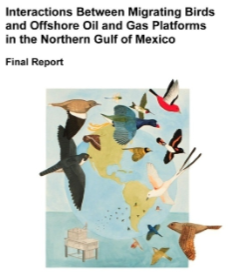 Interactions Between Migrating Birds
and Offshore Oil and Gas Platforms
in the Northern Gulf of Mexico
Final Report